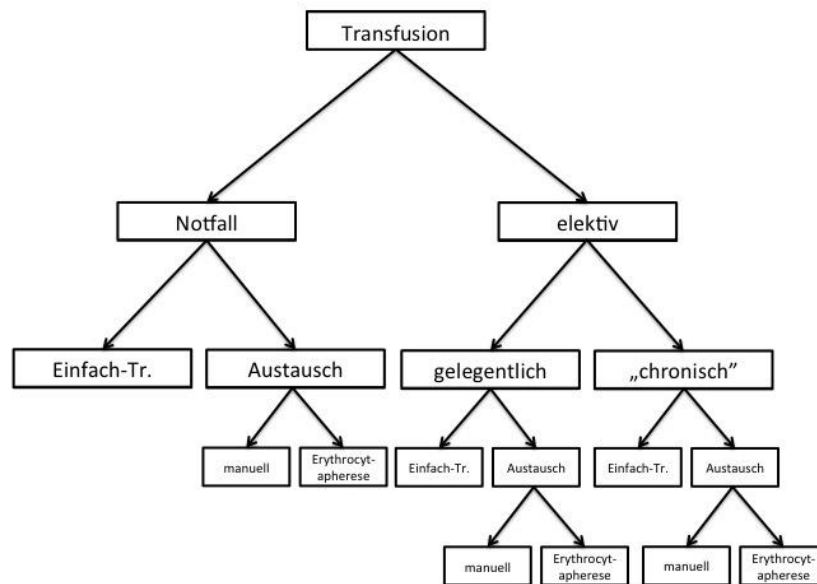 Transfusion
Notfall
elektiv
Einfach-Tr.
Austausch
gelegentlich
„chronisch”
manuell
Erythrocyt-
apherese
Einfach-Tr.
Austausch
Einfach-Tr.
Austausch
manuell
Erythrocyt-
apherese
manuell
Erythrocyt-
apherese